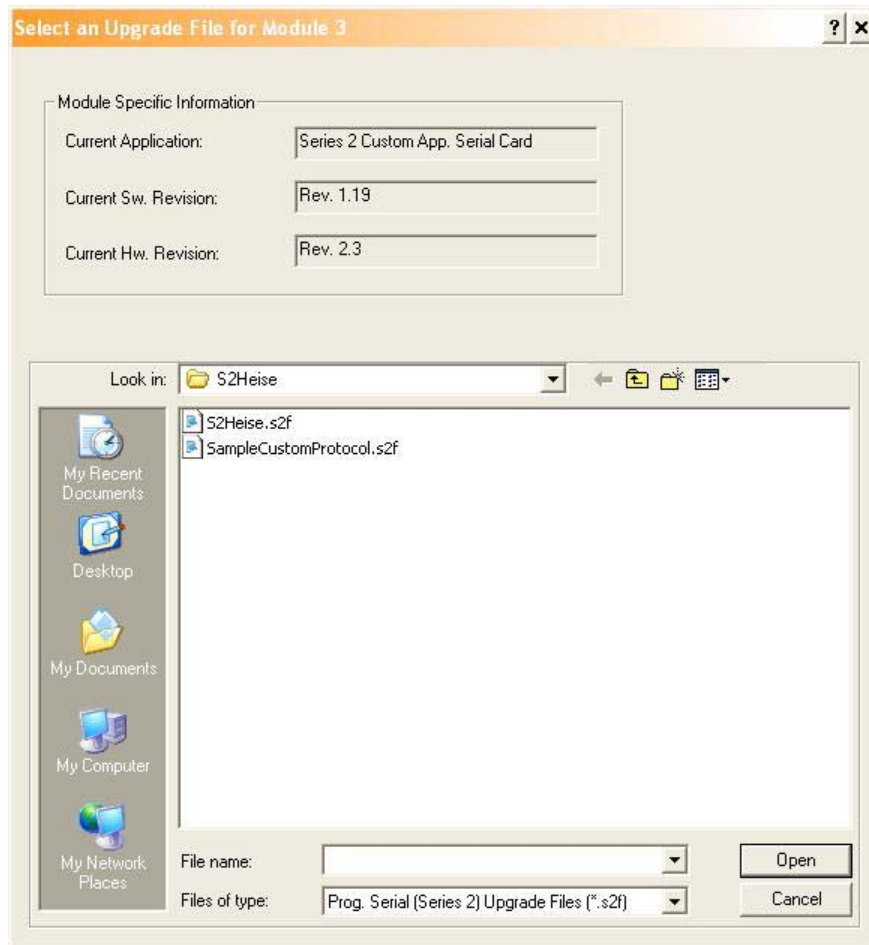 Select an Upgrade File for Module 3
Module Specific Information
Current Application: Series 2 Custom App. Serial Card
Current Sw. Revision: Rev. 1.19
Current Hw. Revision: Rev. 2.3
Look in: S2Heise
S2Heise.s2f
SampleCustomProtocol.s2f
My Recent
Documents
Desktop
My Documents
My Computer
My Network
Places
File name:
Open
Files of type: Prog. Serial (Series 2) Upgrade Files (*.s2f)
Cancel